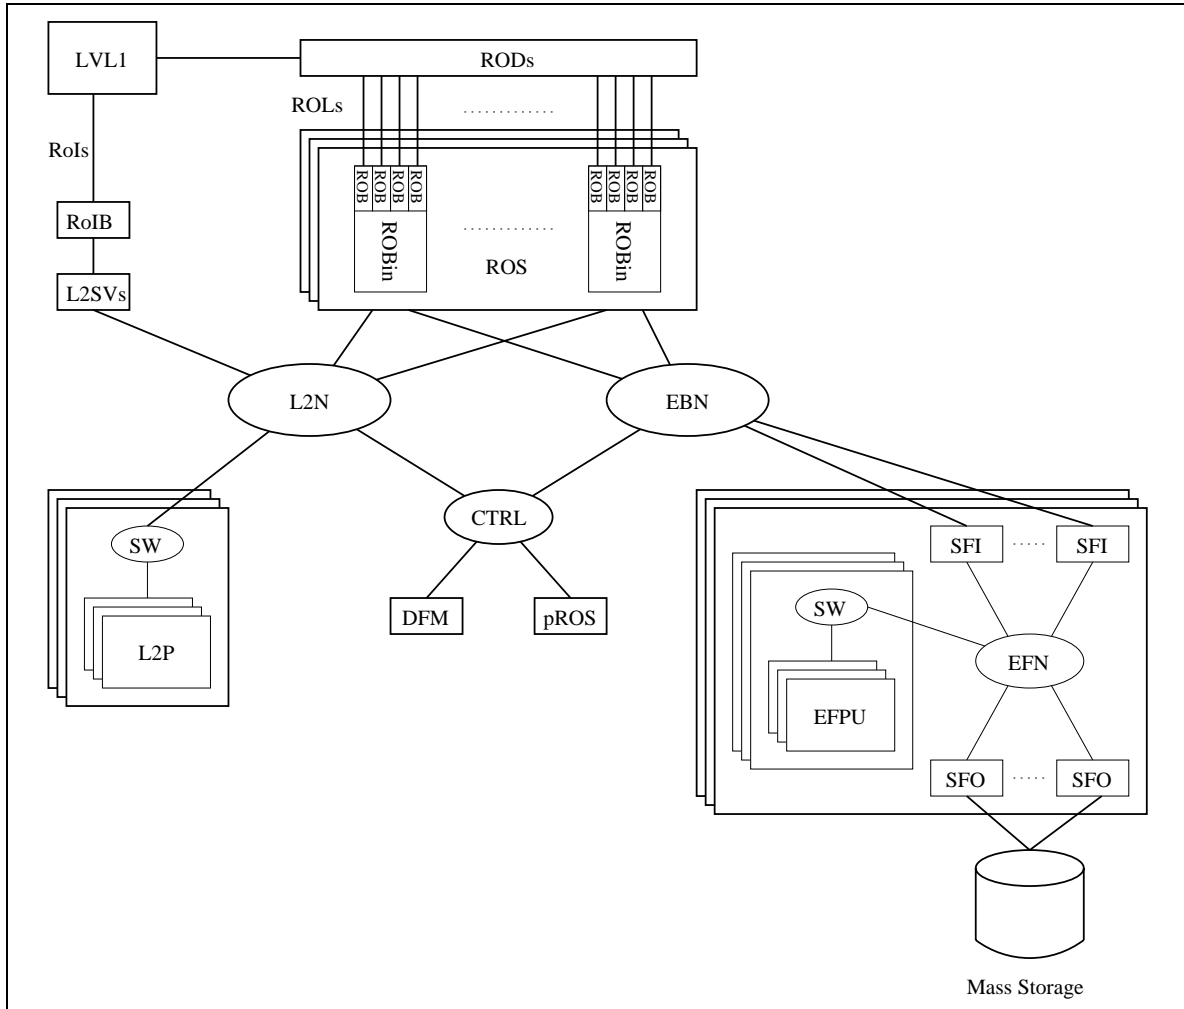 LVL1
RODs
ROLs
RoIs
ROB ROB ROB ROB
ROB ROB ROB ROB
RoIB
ROBin
ROBin
ROS
L2SVs
L2N
EBN
CTRL
SW
SFI
SFI
DFM
pROS
SW
L2P
EFN
EFPU
SFO
SFO
Mass Storage